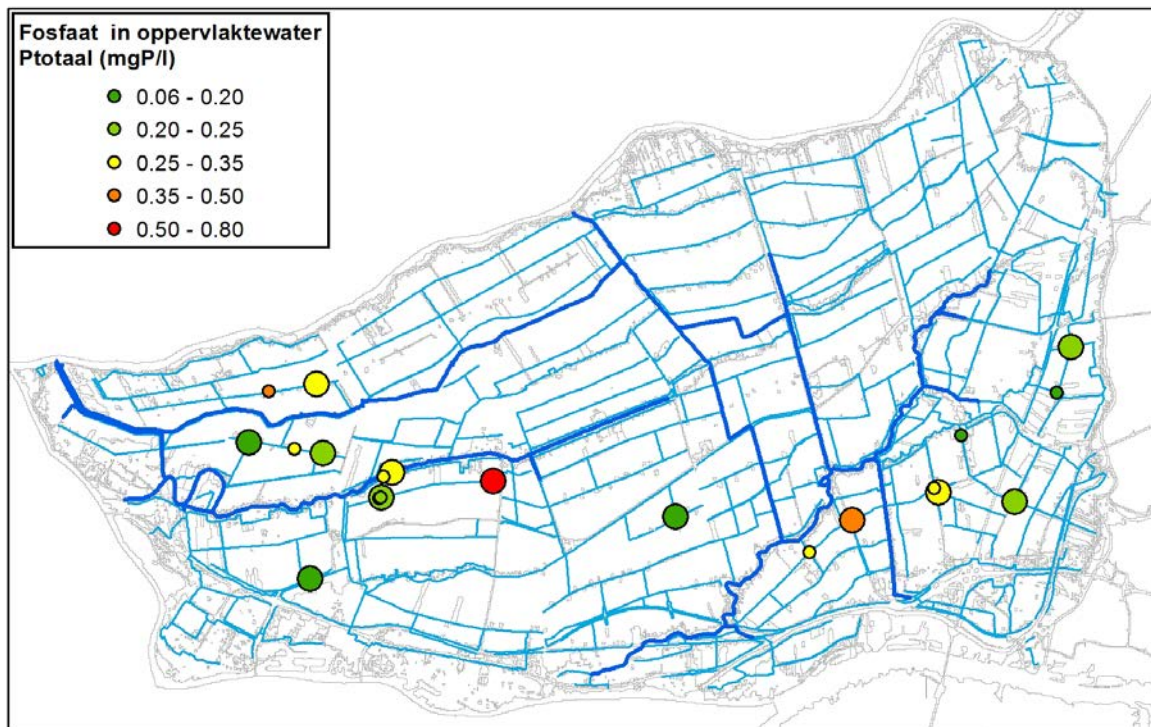 Fosfaat in oppervlaktewater
Ptotaal (mgP/l)
0.06 - 0.20
0.20 - 0.25
0.25 - 0.35
0.35 - 0.50
0.50 - 0.80